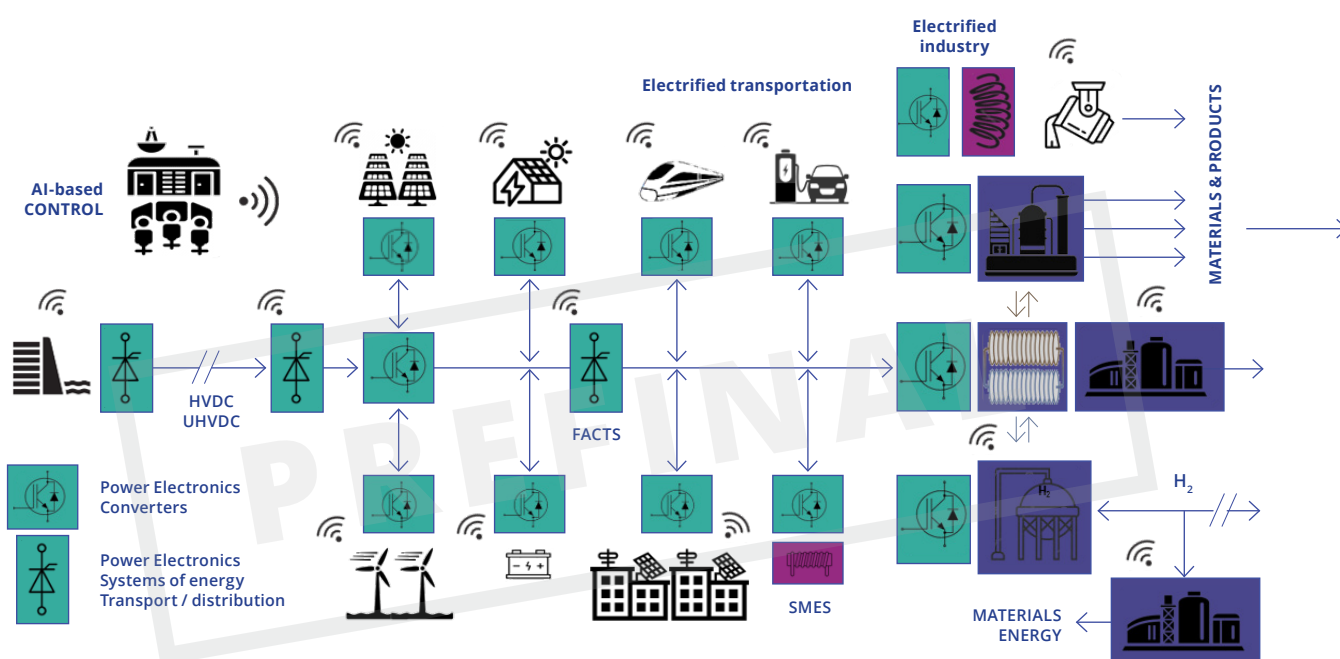 Electrified
industry
Electrified transportation
AI-based
CONTROL
MATERIALS & PRODUCTS
HVDC
UHVDC
FACTS
PREFINAL
H2
H₂
Power Electronics
Converters
Power Electronics
Systems of energy
Transport / distribution
SMES
MATERIALS
ENERGY